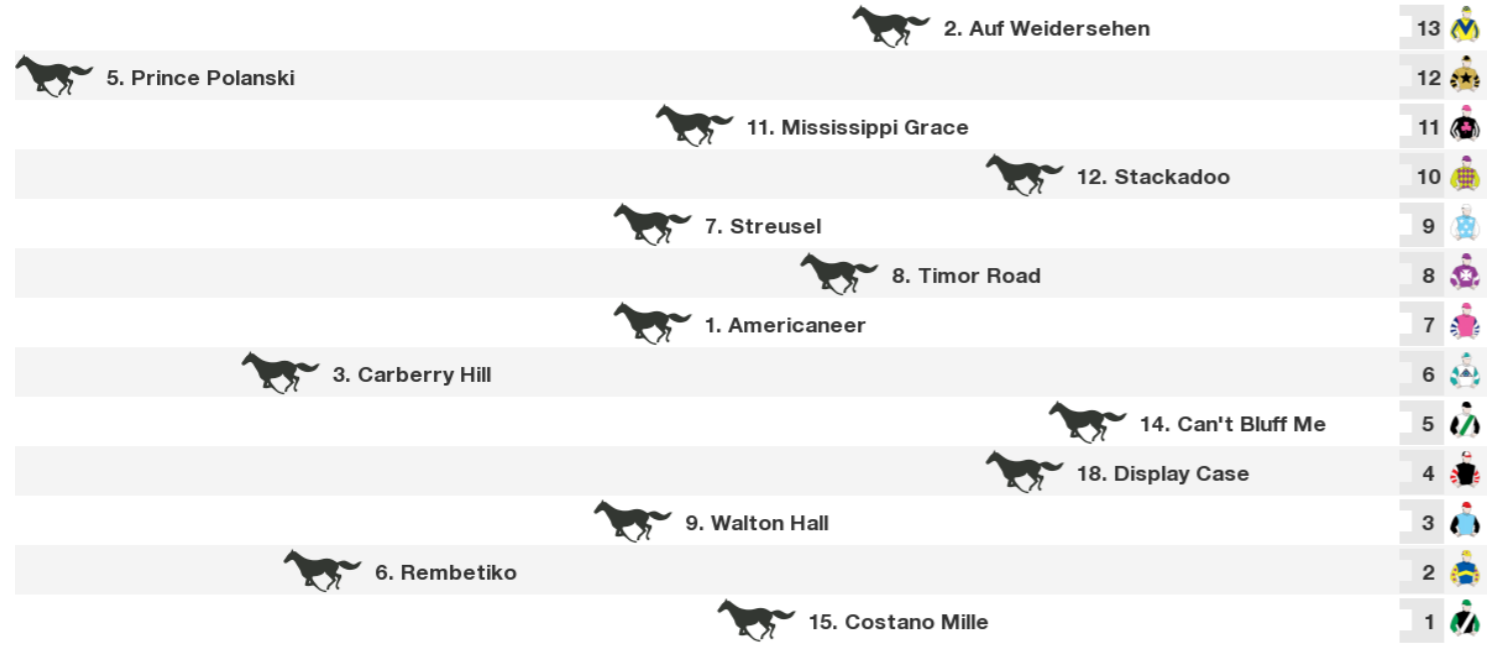 2. Auf Weidersehen 13
5. Prince Polanski 12
11. Mississippi Grace 11
12. Stackadoo 10
7. Streusel 9
8. Timor Road 8
1. Americaneer 7
3. Carberry Hill 6
14. Can't Bluff Me 5
18. Display Case 4
9. Walton Hall 3
6. Rembetiko 2
15. Costano Mille 1